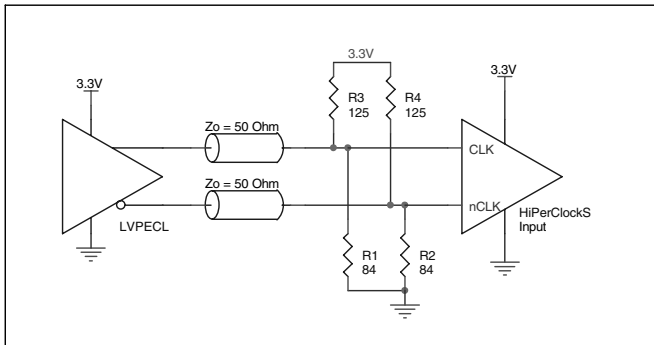 3.3V
3.3V
3.3V
R3
125
R4
125
Zo = 50 Ohm
CLK
Zo = 50 Ohm
nCLK
LVPECL
HiPerClockS
Input
R1
84
R2
84